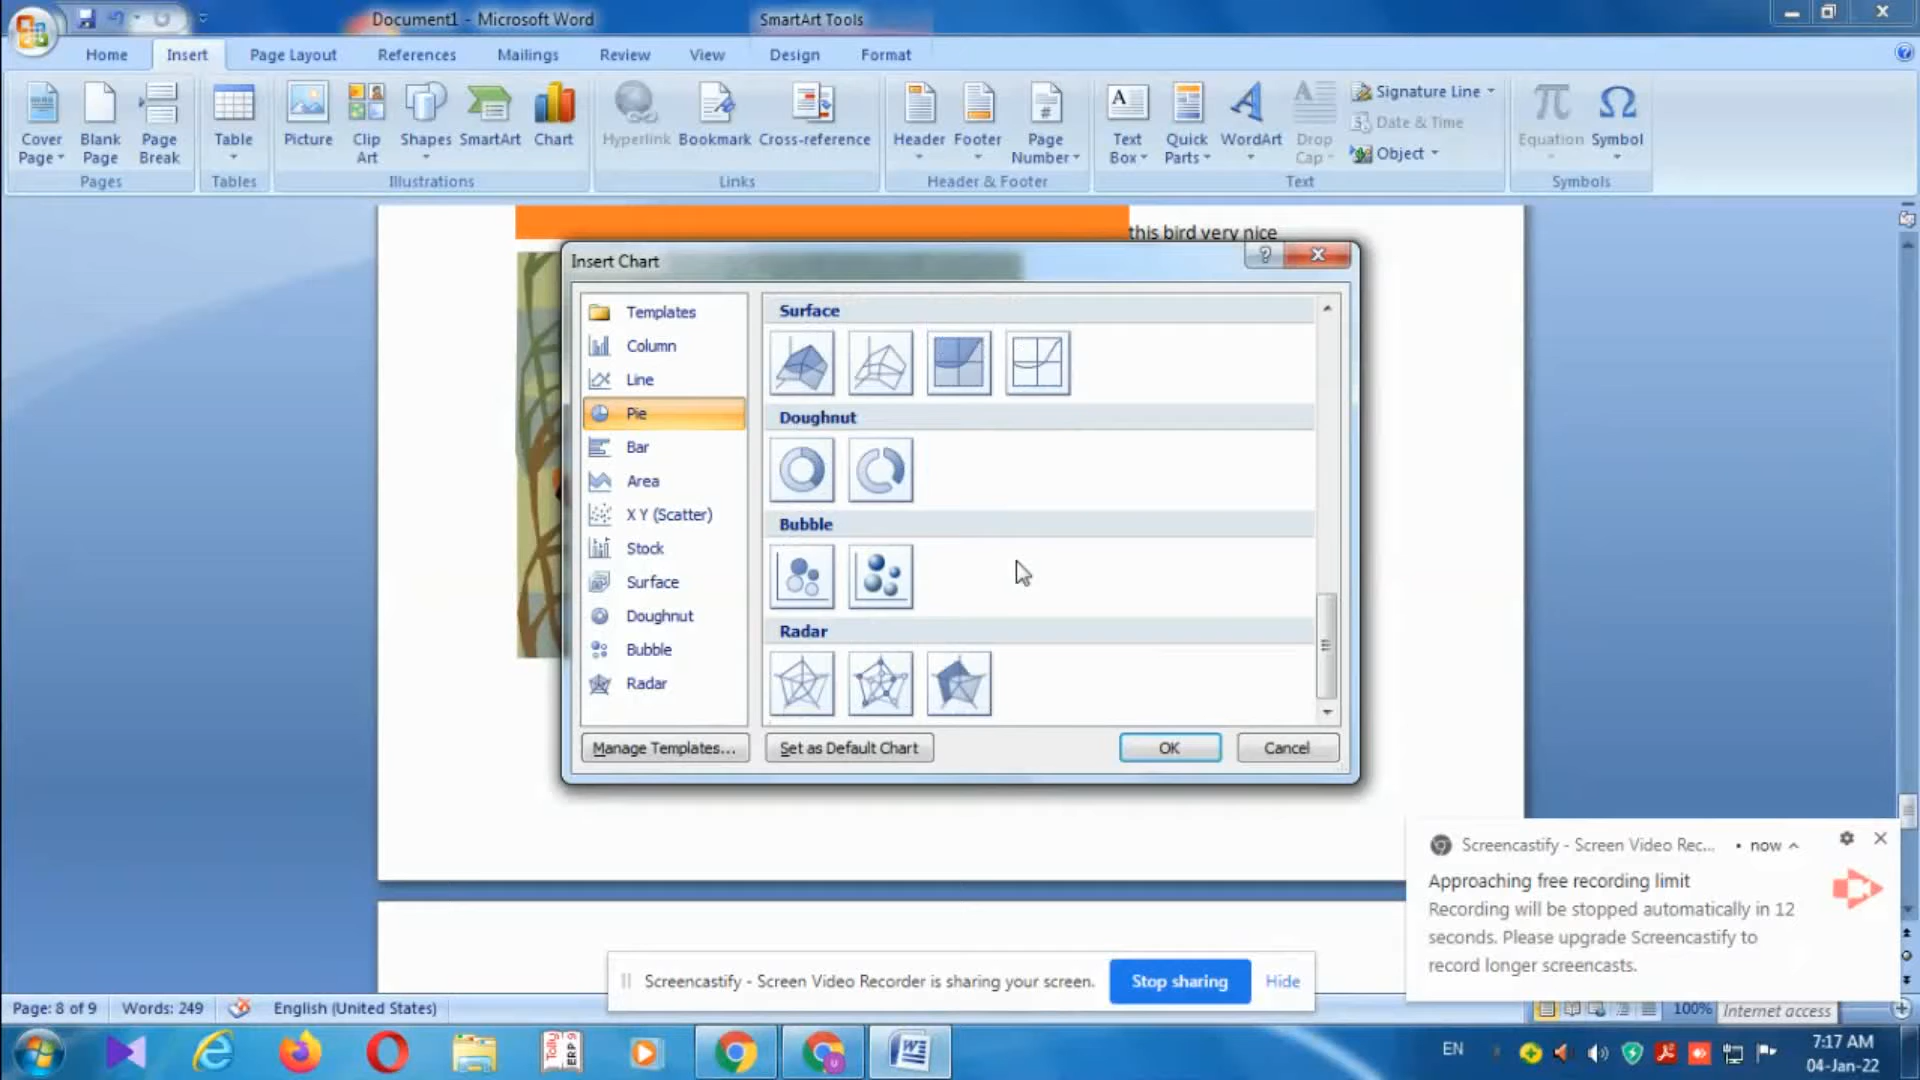 Document1 - Microsoft Word
SmartArt Tools
Home
Insert
Page Layout
References
Mailings
Review
View
Design
Format
Cover Page
Blank Page
Page Break
Table
Picture
Clip Art
Shapes
SmartArt
Chart
Hyperlink
Bookmark
Cross-reference
Header
Footer
Page Number
Text Box
Quick Parts
WordArt
Drop Cap
Signature Line
Date & Time
Object
Equation
Symbol
Pages
Tables
Illustrations
Links
Header & Footer
Text
Symbols
this bird very nice
Insert Chart
Templates
Column
Line
Pie
Bar
Area
X Y (Scatter)
Stock
Surface
Doughnut
Bubble
Radar
Surface
Doughnut
Bubble
Radar
Manage Templates...
Set as Default Chart
OK
Cancel
Screencastify - Screen Video Rec... • now
Approaching free recording limit
Recording will be stopped automatically in 12
seconds. Please upgrade Screencastify to
record longer screencasts.
Screencastify - Screen Video Recorder is sharing your screen.
Stop sharing
Hide
Page: 8 of 9
Words: 249
English (United States)
100%
Internet access
Tally ERP 9
EN
7:17 AM
04-Jan-22